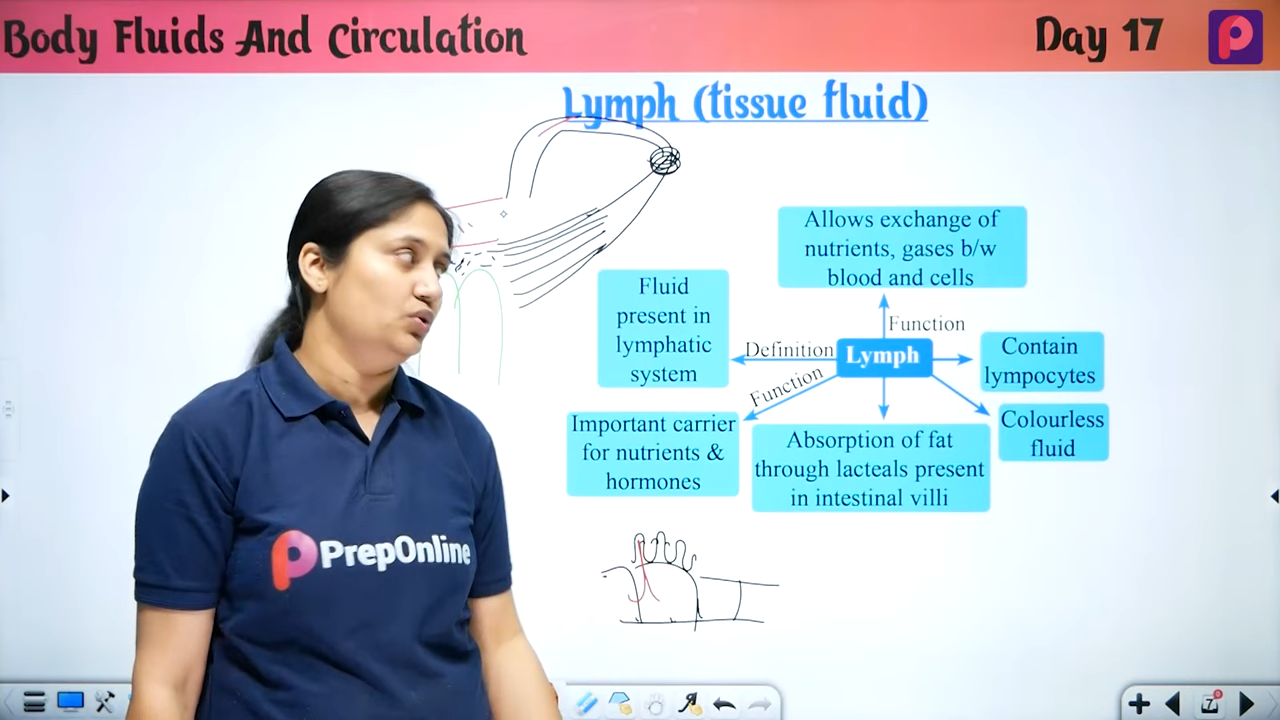 Body Fluids And Circulation
Day 17
Lymph (tissue fluid)
Allows exchange of
nutrients, gases b/w
blood and cells
Fluid
present in
lymphatic
system
Function
Definition
Lymph
Contain
lympocytes
Function
Important carrier
for nutrients &
hormones
Absorption of fat
through lacteals present
in intestinal villi
Colourless
fluid
PrepOnline